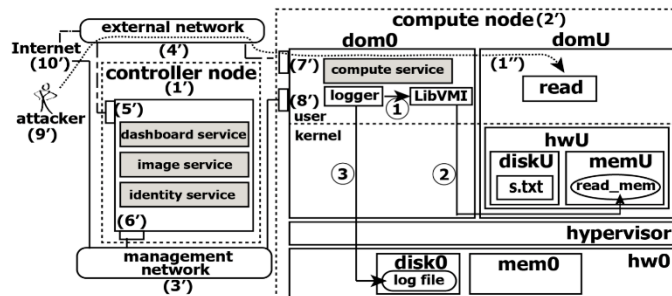 external network
(4')
Internet
(10')
attacker
(9')
controller node
(1')
(5')
dashboard service
image service
identity service
(6')
management
network
(3')
compute node(2')
dom0
(7')
compute service
(8')
logger
LibVMI
1
user
kernel
3
2
domU
(1'')
read
hwU
diskU
s.txt
memU
read_mem
hypervisor
hw0
disk0
log file
mem0